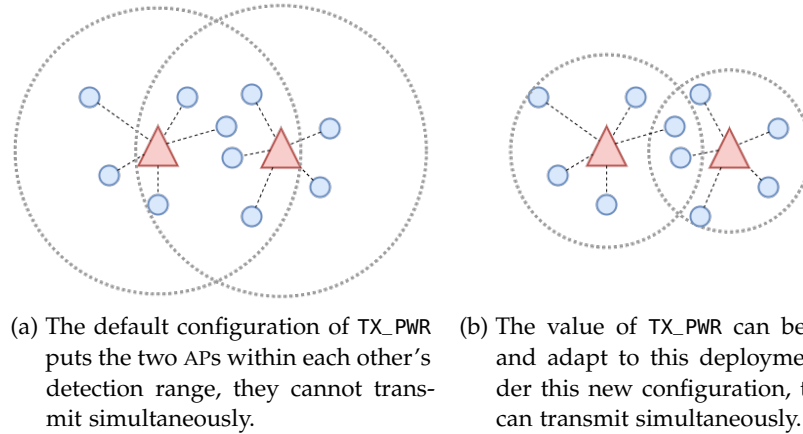 (a) The default configuration of TX_PWR
puts the two APs within each other's
detection range, they cannot trans-
mit simultaneously.
(b) The value of TX_PWR can be
and adapt to this deployme
der this new configuration, t
can transmit simultaneously.